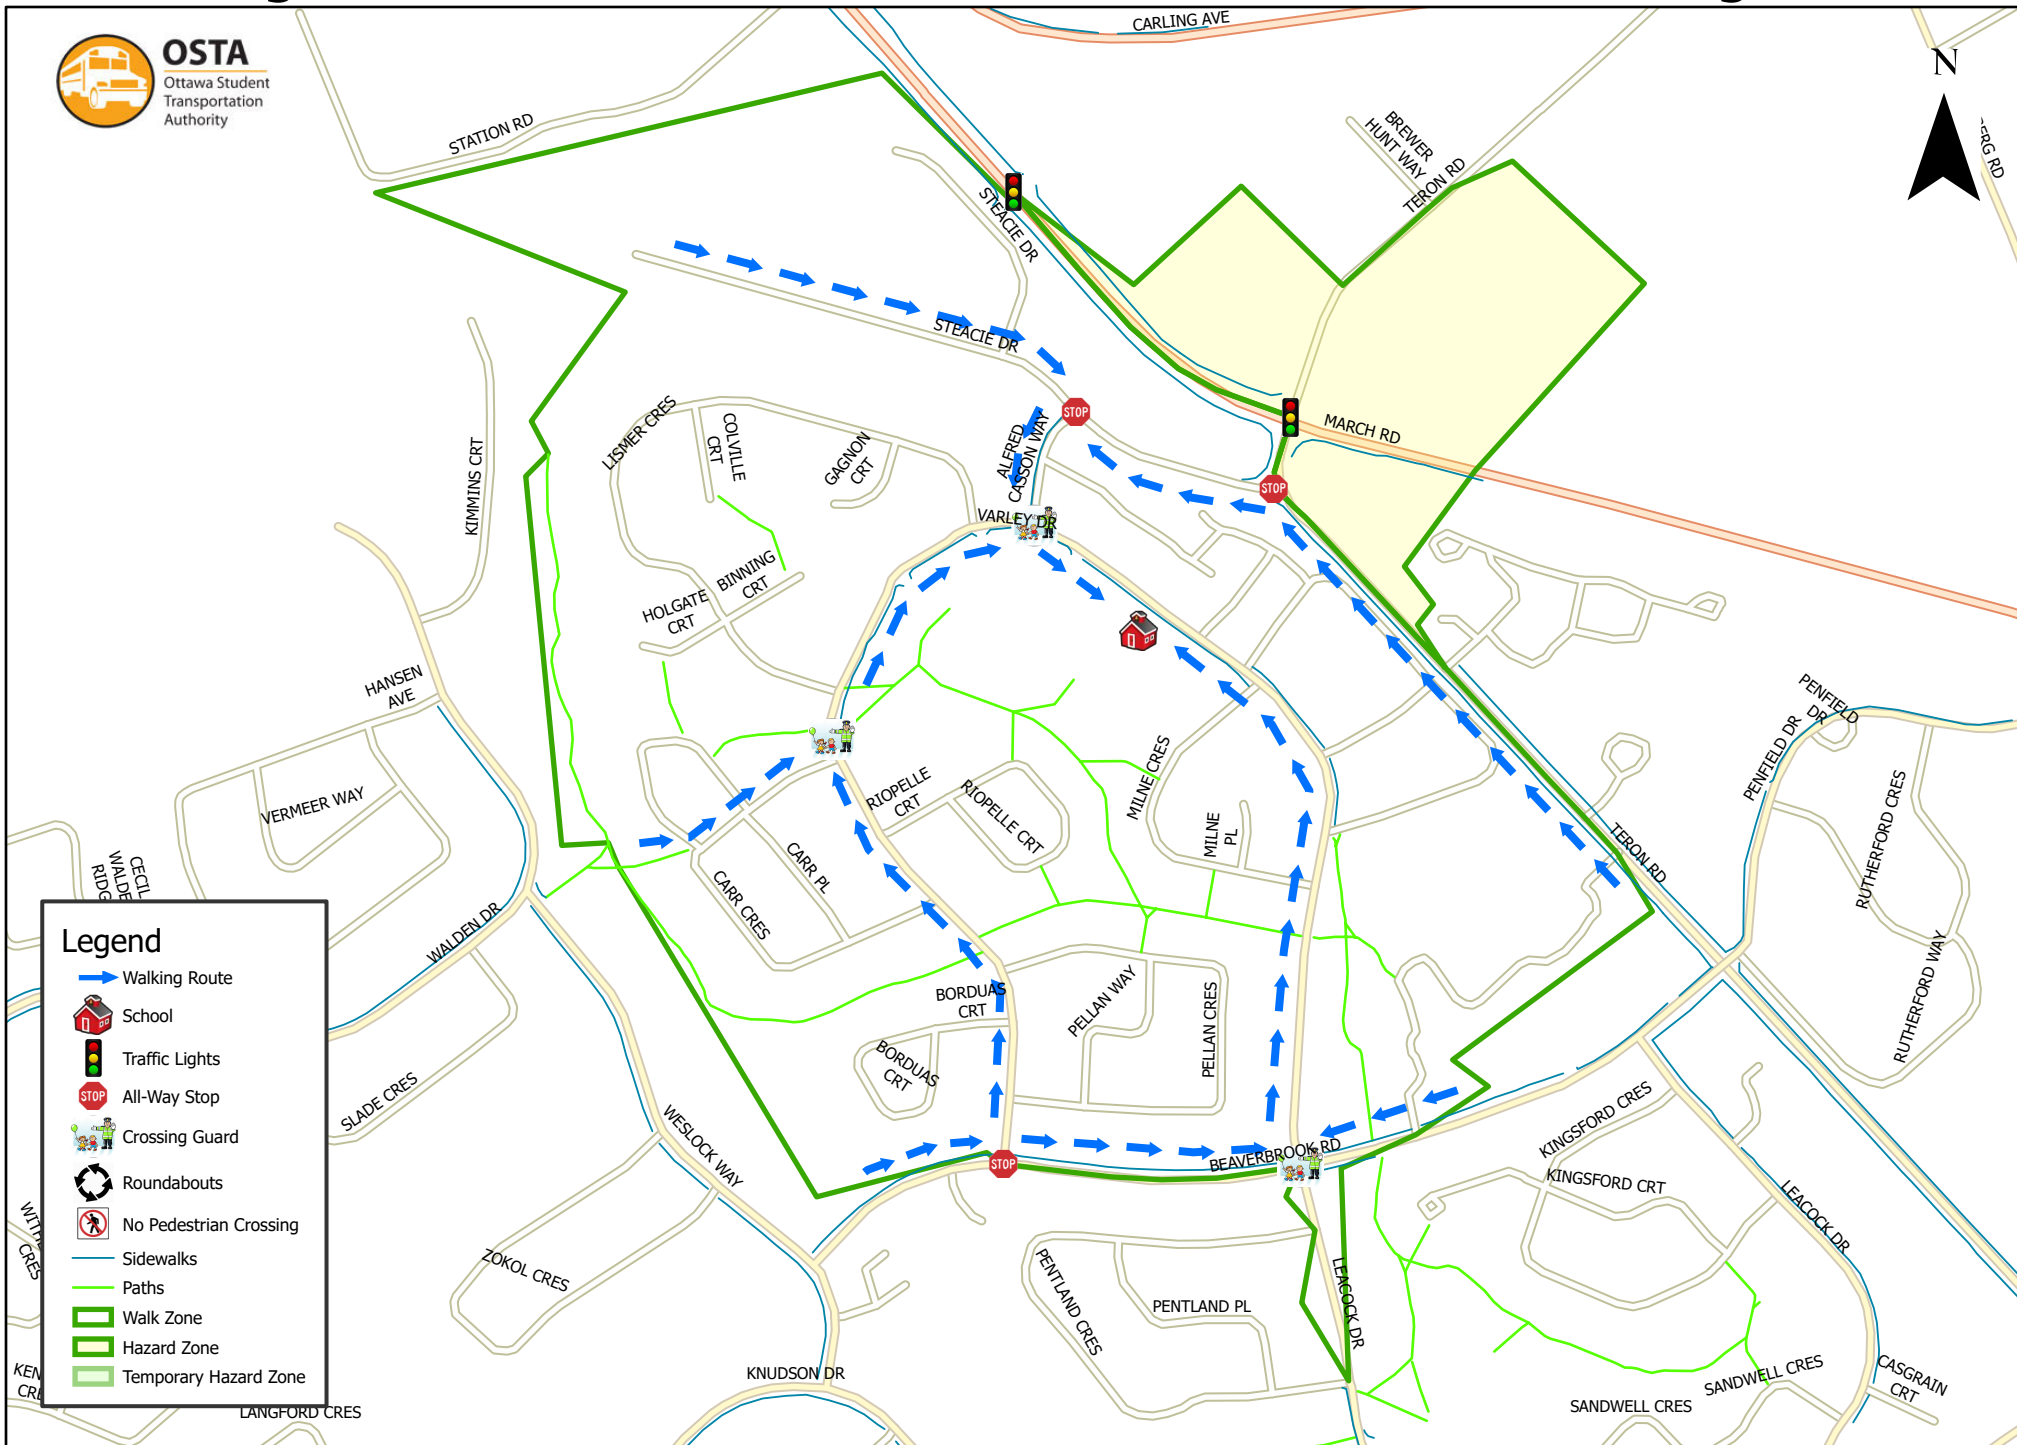 CARLING AVE
OSTA
Ottawa Student
Transportation
Authority
N
STATION RD
BREWER
HUNT WAY
TERON RD
STEACIE DR
STEACIE DR
LISMER CRES
COLVILLE
CRT
GAGNON
CRT
ALFRED
CASSON WAY
STOP
MARCH RD
STOP
KIMMINS CRT
VARLEY DR
BINNING
CRT
HOLGATE
CRT
HANSEN
AVE
PENFIELD
DR
PENFIELD DR
VERMEER WAY
RIOPELLE
CRT
RIOPELLE CRT
MILNE CRES
MILNE
PL
TERON RD
RUTHERFORD CRES
CARR PL
CARR CRES
CECIL
RUTHERFORD WAY
RUTHERFORD WAY
WALDEN DR
BORDUAS
CRT
BORDUAS
CRT
PELLAN WAY
PELLAN CRES
SLADE CRES
WESLOCK WAY
STOP
BEAVERBROOK RD
KINGSFORD CRES
KINGSFORD CRT
LEACOCK DR
LEACOCK DR
ZOKOL CRES
PENTLAND CRES
PENTLAND PL
KNUDSON DR
LANGFORD CRES
SANDWELL CRES
SANDWELL CRES
CASGRAIN
CRT
Legend
Walking Route
School
Traffic Lights
STOP All-Way Stop
Crossing Guard
Roundabouts
No Pedestrian Crossing
Sidewalks
Paths
Walk Zone
Hazard Zone
Temporary Hazard Zone